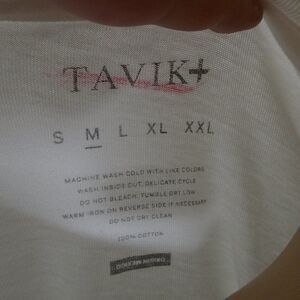 TAVIK+
S M L XL XXL
MACHINE WASH COLD WITH LIKE COLORS
WASH INSIDE OUT, DELICATE CYCLE
DO NOT BLEACH. TUMBLE DRY LOW
WARM IRON ON REVERSE SIDE IF NECESSARY
DO NOT DRY CLEAN
100% COTTON